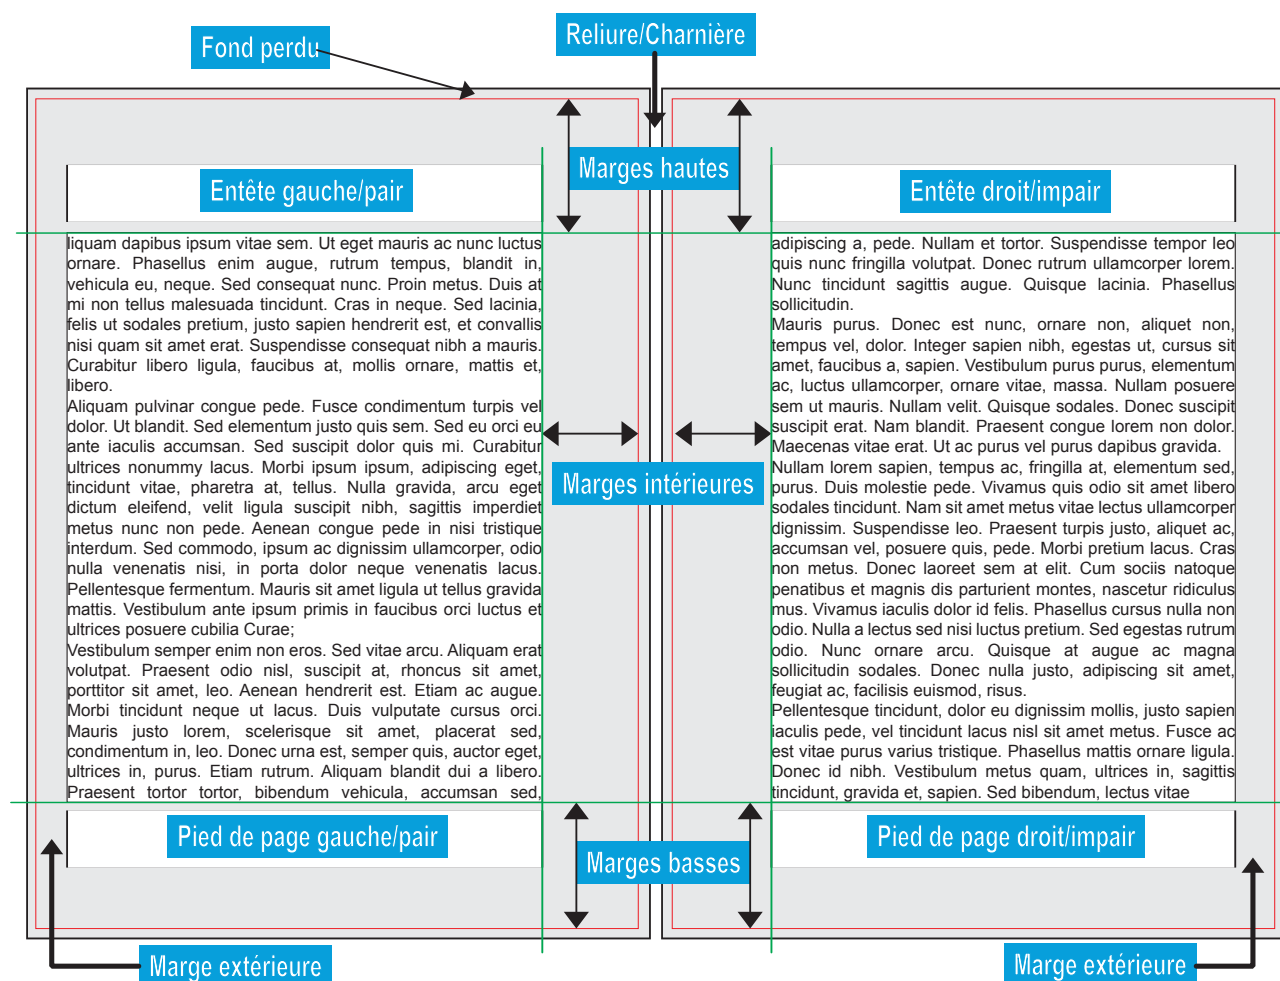 Fond perdu
Reliure/Charnière
Marges hautes
Entête gauche/pair
liquam dapibus ipsum vitae sem. Ut eget mauris ac nunc luctus
ornare. Phasellus enim augue, rutrum tempus, blandit in,
vehicula eu, neque. Sed consequat nunc. Proin metus. Duis at
mi non tellus malesuada tincidunt. Cras in neque. Sed lacinia,
felis ut sodales pretium, justo sapien hendrerit est, et convallis
nisi quam sit amet erat. Suspendisse consequat nibh a mauris.
Curabitur libero ligula, faucibus at, mollis ornare, mattis et,
libero.
Aliquam pulvinar congue pede. Fusce condimentum turpis vel
dolor. Ut blandit. Sed elementum justo quis sem. Sed eu orci eu
ante iaculis accumsan. Sed suscipit dolor quis mi. Curabitur
ultrices nonummy lacus. Morbi ipsum ipsum, adipiscing eget,
tincidunt vitae, pharetra at, tellus. Nulla gravida, arcu eget
dictum eleifend, velit ligula suscipit nibh, sagittis imperdiet
metus nunc non pede. Aenean congue pede in nisi tristique
interdum. Sed commodo, ipsum ac dignissim ullamcorper, odio
nulla venenatis nisi, in porta dolor neque venenatis lacus.
Pellentesque fermentum. Mauris sit amet ligula ut tellus gravida
mattis. Vestibulum ante ipsum primis in faucibus orci luctus et
ultrices posuere cubilia Curae;
Vestibulum semper enim non eros. Sed vitae arcu. Aliquam erat
volutpat. Praesent odio nisl, suscipit at, rhoncus sit amet,
porttitor sit amet, leo. Aenean hendrerit est. Etiam ac augue.
Morbi tincidunt neque ut lacus. Duis vulputate cursus orci.
Mauris justo lorem, scelerisque sit amet, placerat sed,
condimentum in, leo. Donec urna est, semper quis, auctor eget,
ultrices in, purus. Etiam rutrum. Aliquam blandit dui a libero.
Praesent tortor tortor, bibendum vehicula, accumsan sed,
Pied de page gauche/pair
Marge extérieure
Marges intérieures
Marges basses
Entête droit/impair
adipiscing a, pede. Nullam et tortor. Suspendisse tempor leo
quis nunc fringilla volutpat. Donec rutrum ullamcorper lorem.
Nunc tincidunt sagittis augue. Quisque lacinia. Phasellus
sollicitudin.
Mauris purus. Donec est nunc, ornare non, aliquet non,
tempus vel, dolor. Integer sapien nibh, egestas ut, cursus sit
amet, faucibus a, sapien. Vestibulum purus purus, elementum
ac, luctus ullamcorper, ornare vitae, massa. Nullam posuere
sem ut mauris. Nullam velit. Quisque sodales. Donec suscipit
suscipit erat. Nam blandit. Praesent congue lorem non dolor.
Maecenas vitae erat. Ut ac purus vel purus dapibus gravida.
Nullam lorem sapien, tempus ac, fringilla at, elementum sed,
purus. Duis molestie pede. Vivamus quis odio sit amet libero
sodales tincidunt. Nam sit amet metus vitae lectus ullamcorper
dignissim. Suspendisse leo. Praesent turpis justo, aliquet ac,
accumsan vel, posuere quis, pede. Morbi pretium lacus. Cras
non metus. Donec laoreet sem at elit. Cum sociis natoque
penatibus et magnis dis parturient montes, nascetur ridiculus
mus. Vivamus iaculis dolor id felis. Phasellus cursus nulla non
odio. Nulla a lectus sed nisi luctus pretium. Sed egestas rutrum
odio. Nunc ornare arcu. Quisque at augue ac magna
sollicitudin sodales. Donec nulla justo, adipiscing sit amet,
feugiat ac, facilisis euismod, risus.
Pellentesque tincidunt, dolor eu dignissim mollis, justo sapien
iaculis pede, vel tincidunt lacus nisl sit amet metus. Fusce ac
est vitae purus varius tristique. Phasellus mattis ornare ligula.
Donec id nibh. Vestibulum metus quam, ultrices in, sagittis
tincidunt, gravida et, sapien. Sed bibendum, lectus vitae
Pied de page droit/impair
Marge extérieure